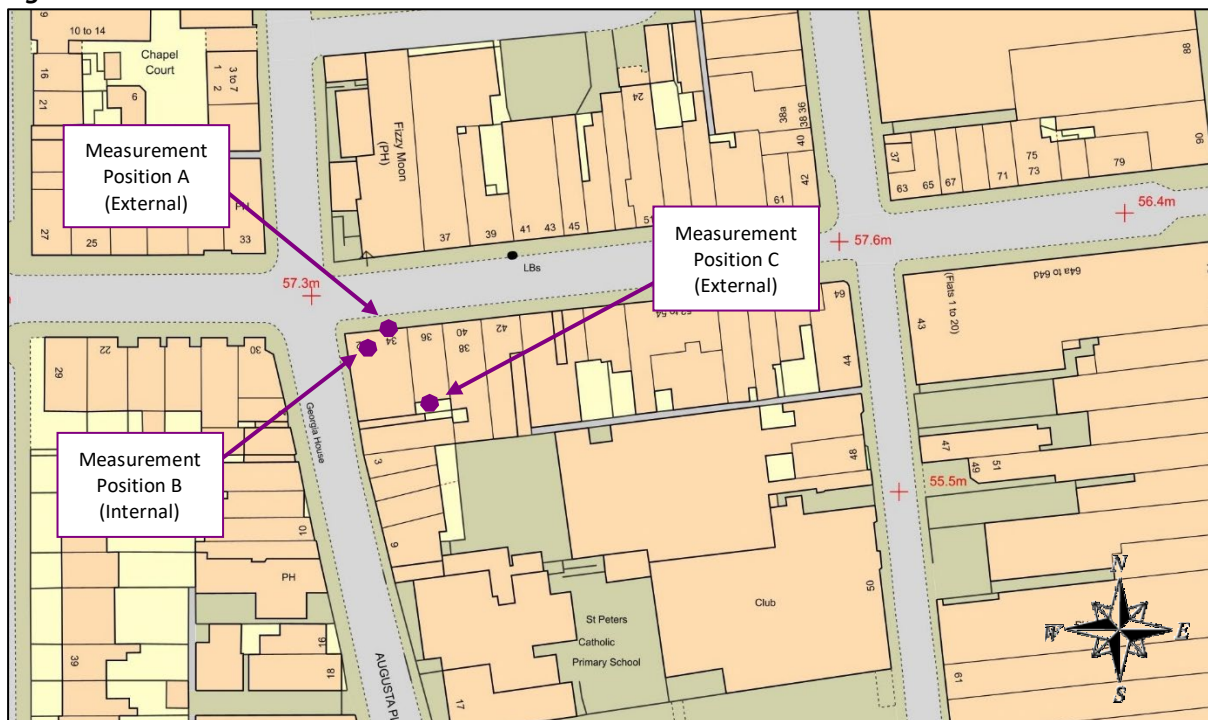 9
10 to 14
Chapel
Court
16
21
6
1
2
3 to 7
PH
27
25
33
Measurement
Position A
(External)
Fizzy Moon
(PH)
24
38a
38 36
40
42
61
37
39
41
43
45
51
LBs
88
90
37
63
65
67
71
75
73
79
56.4m
57.6m
57.3m
Measurement
Position C
(External)
34
36
40
38
42
64
44
(Flats 1 to 20)
43
64a to 64d
29
22
30
Georgia House
Measurement
Position B
(Internal)
3
9
10
PH
16
18
39
AUGUSTA
17
St Peters
Catholic
Primary School
Club
48
50
47
49
51
55.5m
61
N
W
E
S